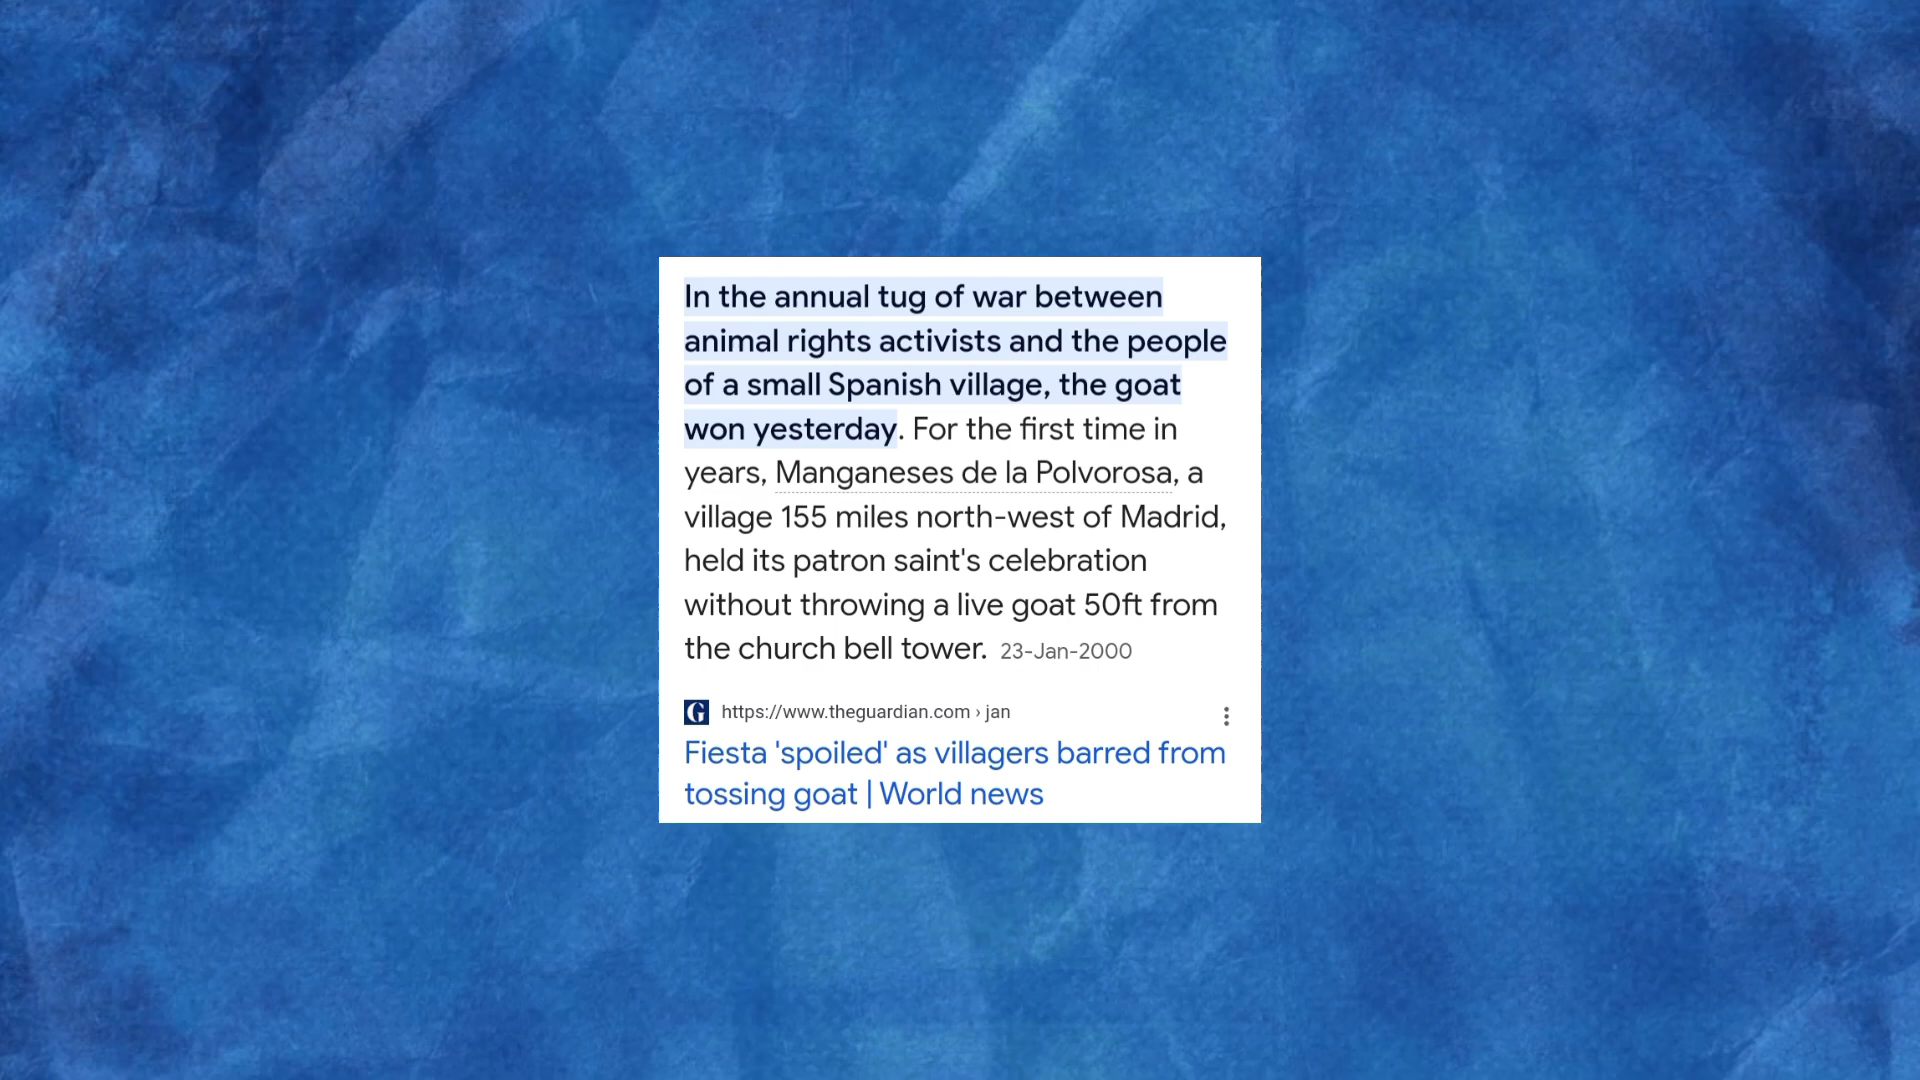 In the annual tug of war between
animal rights activists and the people
of a small Spanish village, the goat
won yesterday. For the first time in
years, Manganeses de la Polvorosa, a
village 155 miles north-west of Madrid,
held its patron saint's celebration
without throwing a live goat 50ft from
the church bell tower. 23-Jan-2000
G https://www.theguardian.com › jan
Fiesta 'spoiled' as villagers barred from
tossing goat | World news